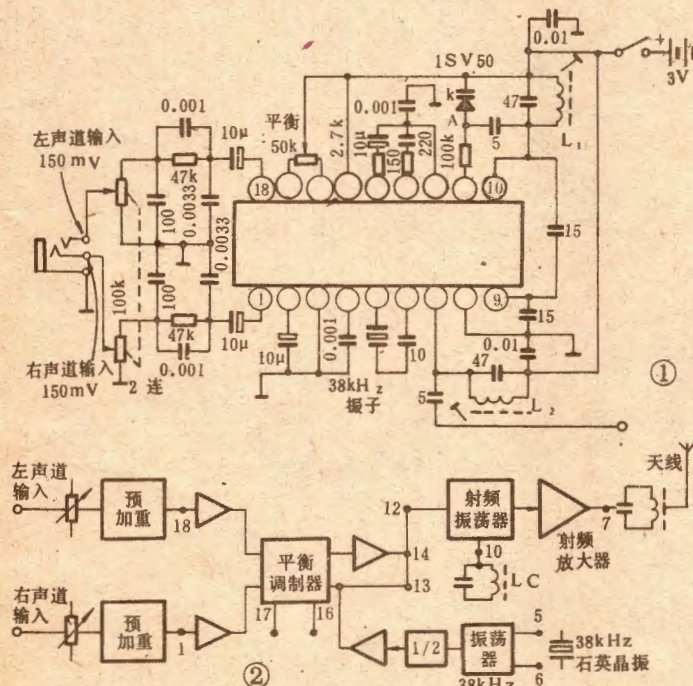 0.01
3V
1SV50
k
A
47
L₁
5
100k
0.001
10μ
150
220
2.7k
平衡
50k
0.001
左声道输入
150mV
10μ
47k
100
0.0033
0.0033
100
100k
47k
0.001
10μ
右声道输入
150mV
2连
18
10
1
9
15
15
0.01
10μ
0.001
38kHz
振子
10
47
5
L₂
①
左声道
输入
预
加重
18
右声道
输入
预
加重
1
平衡
调制器
17
16
12
14
13
射频
振荡器
10
LC
射频
放大器
7
天线
1/2
振荡
器
38kHz
5
6
38kHz
石英晶振
②